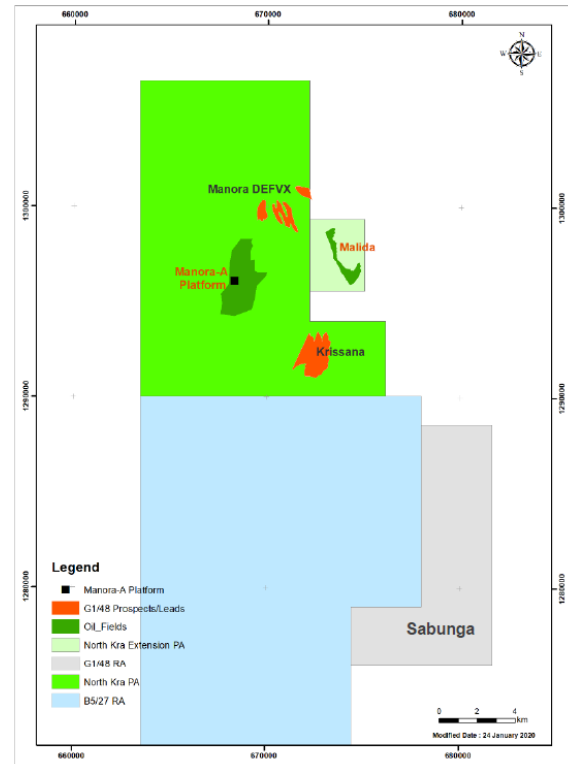 660000
670000
680000
N
W
E
S
1300000
1300000
Manora DEFVX
Malida
Manora-A
Platform
Krissana
1290000
1290000
Legend
Manora-A Platform
G1/48 Prospects/Leads
Oil_Fields
North Kra Extension PA
G1/48 RA
North Kra PA
B5/27 RA
1280000
1280000
Sabunga
0 2 4
km
Modified Date : 24 January 2020
660000
670000
680000